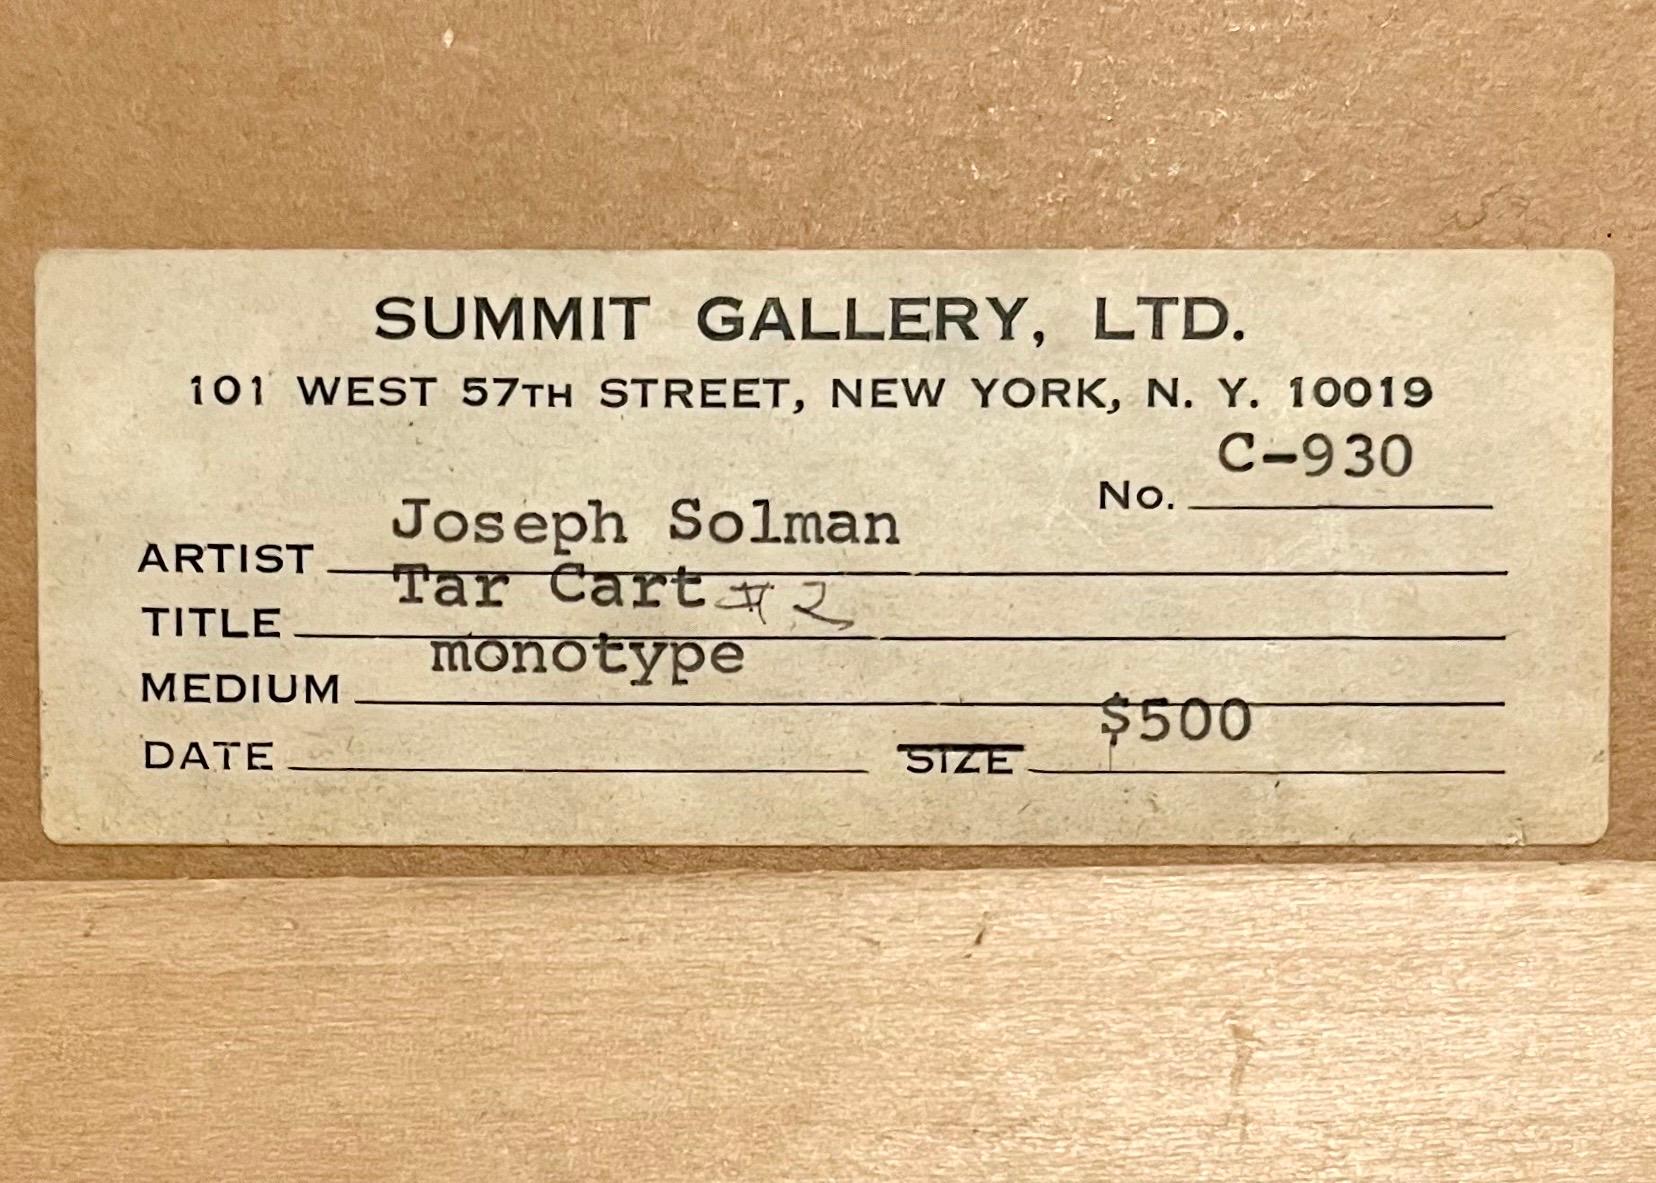 SUMMIT GALLERY, LTD.
101 WEST 57TH STREET, NEW YORK, N. Y. 10019
No. C-930
ARTIST Joseph Solman
TITLE Tar Cart #2
MEDIUM monotype
DATE SIZE $500